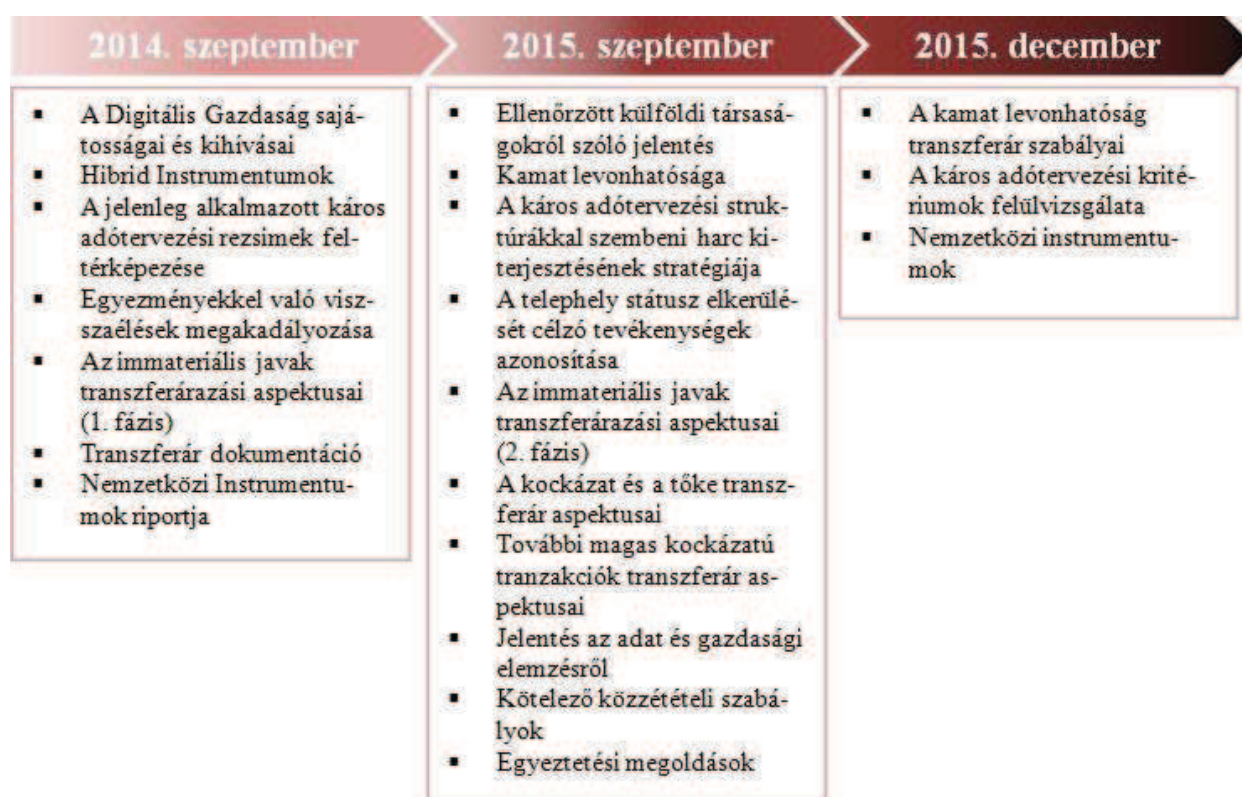 2014. szeptember
2015. szeptember
2015. december
▪ A Digitális Gazdaság sajá-
tosságai és kihívásai
▪ Hibrid Instrumentumok
▪ A jelenleg alkalmazott káros
adótervezési rezsimek fel-
térképezése
▪ Egyezményekkel való visz-
szaélések megakadályozása
▪ Az immateriális javak
transzferárazási aspektusai
(1. fázis)
▪ Transzferár dokumentáció
▪ Nemzetközi Instrumentu-
mok riportja
▪ Ellenőrzött külföldi társasá-
gokról szóló jelentés
▪ Kamat levonhatósága
▪ A káros adótervezési struk-
túrákkal szembeni harc ki-
terjesztésének stratégiája
▪ A telephely státusz elkerülé-
sét célzó tevékenységek
azonosítása
▪ Az immateriális javak
transzferárazási aspektusai
(2. fázis)
▪ A kockázat és a tőke transz-
ferár aspektusai
▪ További magas kockázatú
tranzakciók transzferár as-
pektusai
▪ Jelentés az adat és gazdasági
elemzésről
▪ Kötelező közzétételi szabá-
lyok
▪ Egyeztetési megoldások
▪ A kamat levonhatóság
transzferár szabályai
▪ A káros adótervezési krité-
riumok felülvizsgálata
▪ Nemzetközi instrumentu-
mok